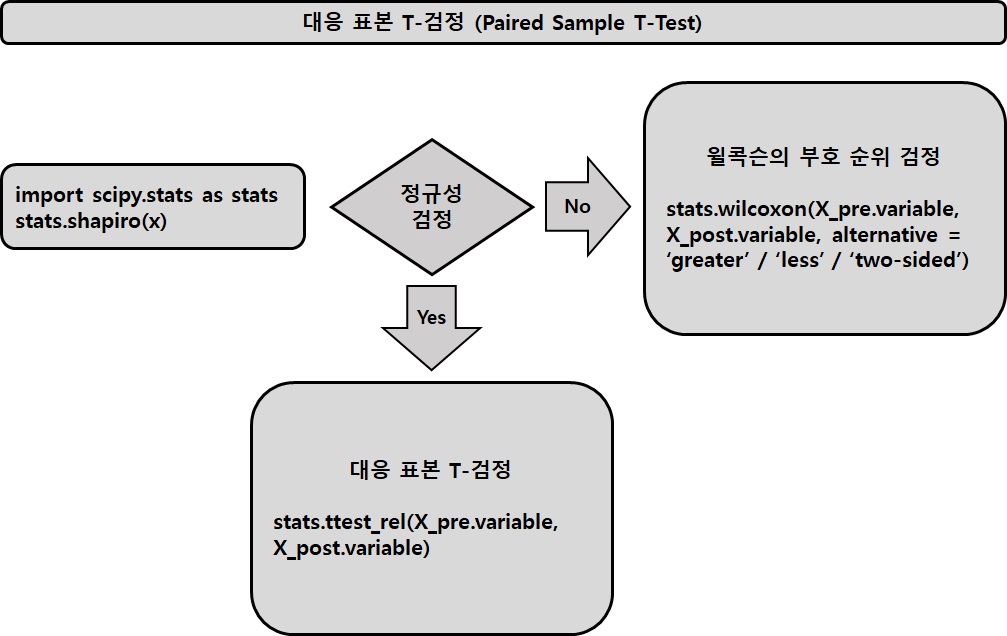 대응 표본 T-검정 (Paired Sample T-Test)
import scipy.stats as stats
stats.shapiro(x)
정규성
검정
No
윌콕슨의 부호 순위 검정
stats.wilcoxon(X_pre.variable,
X_post.variable, alternative =
‘greater’ / ‘less’ / ‘two-sided’)
Yes
대응 표본 T-검정
stats.ttest_rel(X_pre.variable,
X_post.variable)